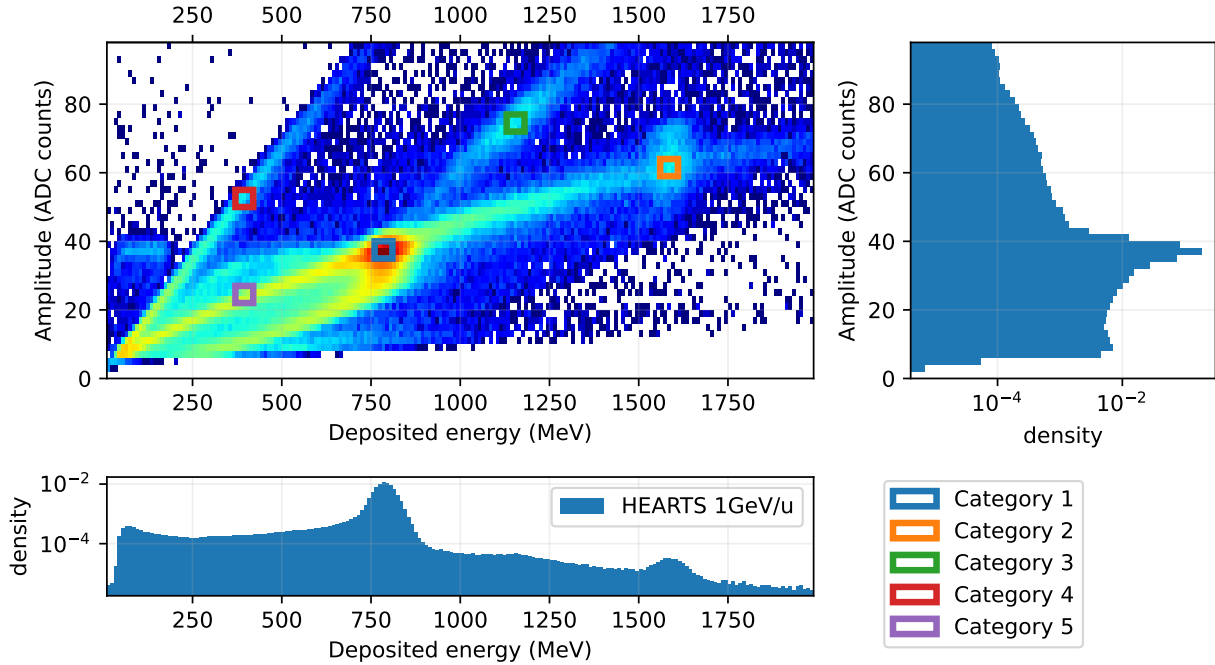 250 500 750 1000 1250 1500 1750
Amplitude (ADC counts)
80
60
40
20
0
250 500 750 1000 1250 1500 1750
Deposited energy (MeV)
Amplitude (ADC counts)
80
60
40
20
0
10⁻⁴ 10⁻²
density
density
10⁻²
10⁻⁴
HEARTS 1GeV/u
250 500 750 1000 1250 1500 1750
Deposited energy (MeV)
Category 1
Category 2
Category 3
Category 4
Category 5